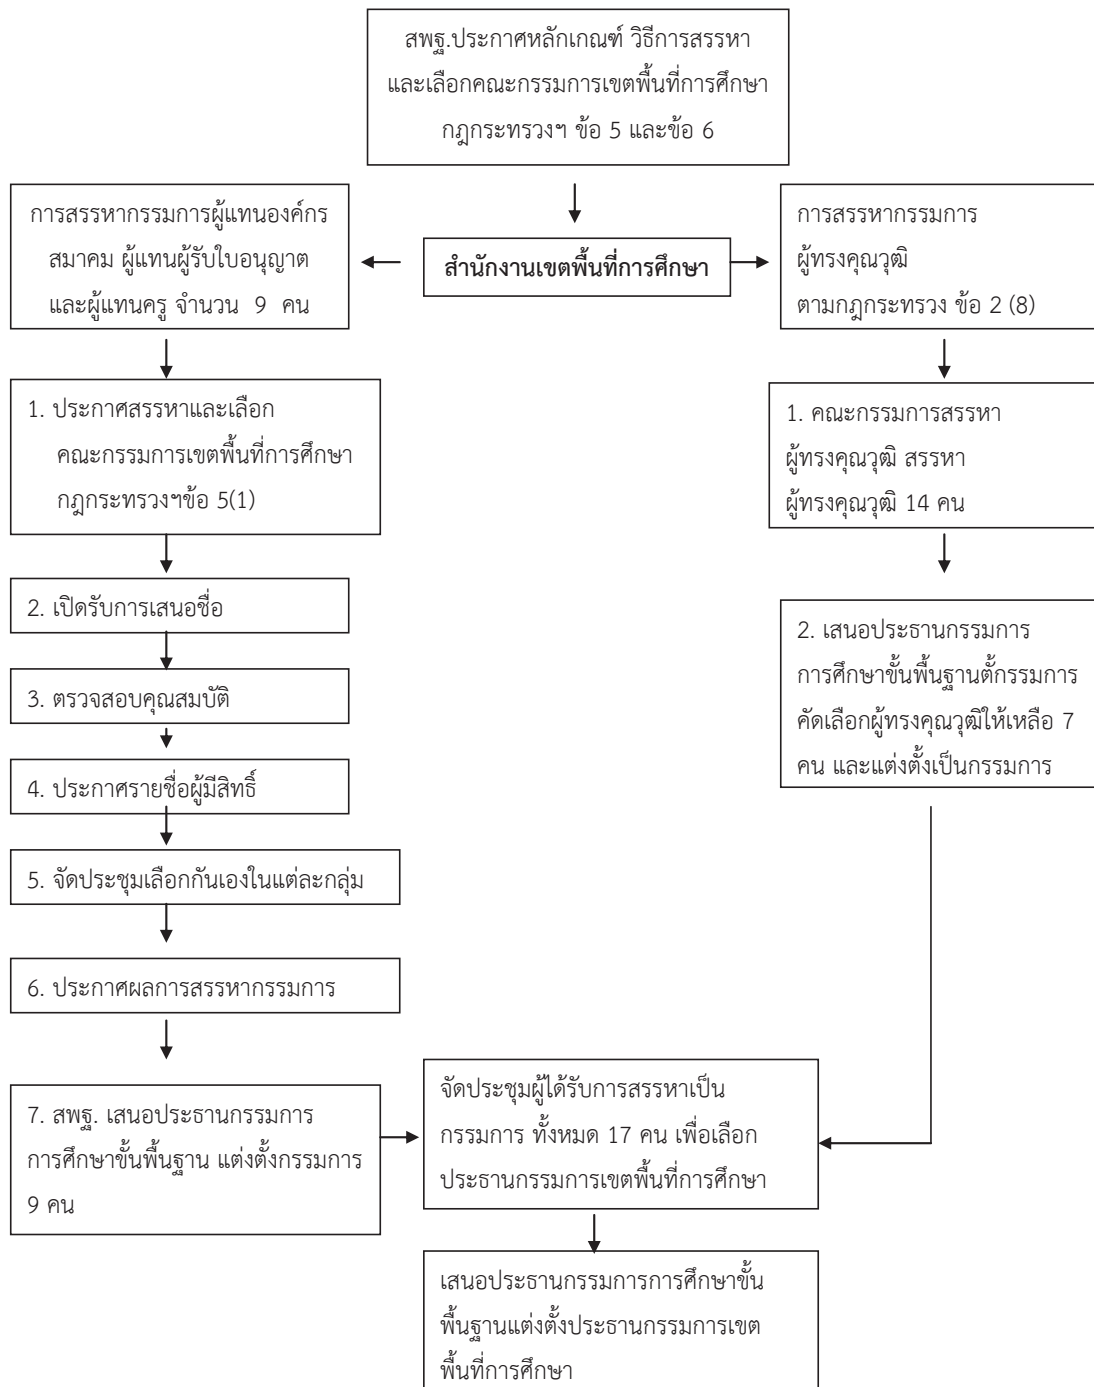 สพฐ.ประกาศหลักเกณฑ์ วิธีการสรรหา
และเลือกคณะกรรมการเขตพื้นที่การศึกษา
กฎกระทรวงฯ ข้อ 5 และข้อ 6
การสรรหากรรมการผู้แทนองค์กร
สมาคม ผู้แทนผู้รับใบอนุญาต
และผู้แทนครู จำนวน 9 คน
สำนักงานเขตพื้นที่การศึกษา
การสรรหากรรมการ
ผู้ทรงคุณวุฒิ
ตามกฎกระทรวง ข้อ 2 (8)
1. ประกาศสรรหาและเลือก
คณะกรรมการเขตพื้นที่การศึกษา
กฎกระทรวงฯข้อ 5(1)
2. เปิดรับการเสนอชื่อ
3. ตรวจสอบคุณสมบัติ
4. ประกาศรายชื่อผู้มีสิทธิ์
5. จัดประชุมเลือกกันเองในแต่ละกลุ่ม
6. ประกาศผลการสรรหากรรมการ
7. สพฐ. เสนอประธานกรรมการ
การศึกษาขั้นพื้นฐาน แต่งตั้งกรรมการ
9 คน
1. คณะกรรมการสรรหา
ผู้ทรงคุณวุฒิ สรรหา
ผู้ทรงคุณวุฒิ 14 คน
2. เสนอประธานกรรมการ
การศึกษาขั้นพื้นฐานตั้กรรมการ
คัดเลือกผู้ทรงคุณวุฒิให้เหลือ 7
คน และแต่งตั้งเป็นกรรมการ
จัดประชุมผู้ได้รับการสรรหาเป็น
กรรมการ ทั้งหมด 17 คน เพื่อเลือก
ประธานกรรมการเขตพื้นที่การศึกษา
เสนอประธานกรรมการการศึกษาขั้น
พื้นฐานแต่งตั้งประธานกรรมการเขต
พื้นที่การศึกษา